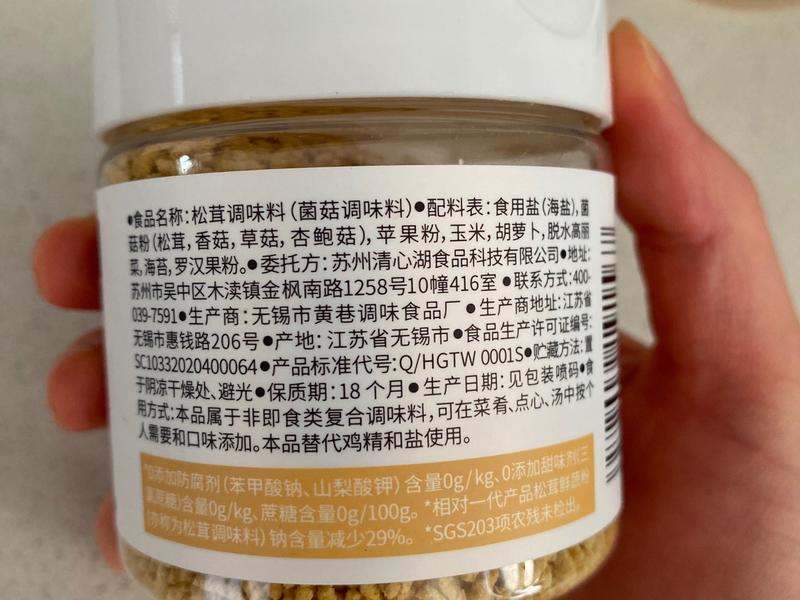 ●食品名称:松茸调味料(菌菇调味料)●配料表:食用盐(海盐),菌
菇粉(松茸,香菇,草菇,杏鲍菇),苹果粉,玉米,胡萝卜,脱水高丽
菜,海苔,罗汉果粉。●委托方:苏州清心湖食品科技有限公司●地址:
苏州市吴中区木渎镇金枫南路1258号10幢416室●联系方式:400-
039-7591●生产商:无锡市黄巷调味食品厂●生产商地址:江苏省
无锡市惠钱路206号●产地:江苏省无锡市●食品生产许可证编号:
SC10332020400064●产品标准代号:Q/HGTW 0001S●贮藏方法:置
于阴凉干燥处、避光●保质期:18个月●生产日期:见包装喷码●食
用方式:本品属于非即食类复合调味料,可在菜肴、点心、汤中按个
人需要和口味添加。本品替代鸡精和盐使用。
*0添加防腐剂(苯甲酸钠、山梨酸钾)含量0g/kg、0添加甜味剂(三
氯蔗糖)含量0g/kg、蔗糖含量0g/100g。*相对一代产品松茸鲜蔬粉
(亦称为松茸调味料)钠含量减少29%。*SGS203项农残未检出。